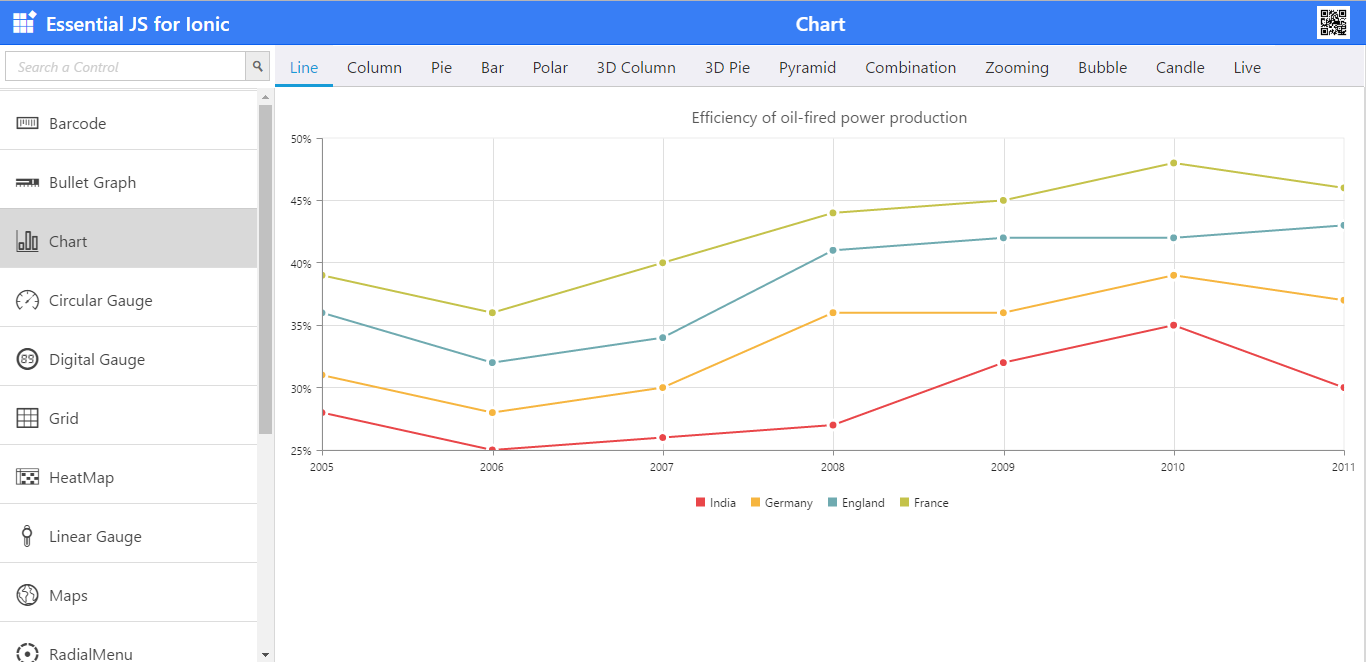 Essential JS for Ionic
Chart
Search a Control
Line Column Pie Bar Polar 3D Column 3D Pie Pyramid Combination Zooming Bubble Candle Live
Barcode
Bullet Graph
Chart
Circular Gauge
89 Digital Gauge
Grid
HeatMap
Linear Gauge
Maps
RadialMenu
Efficiency of oil-fired power production
50%
45%
40%
35%
30%
25%
2005 2006 2007 2008 2009 2010 2011
India Germany England France